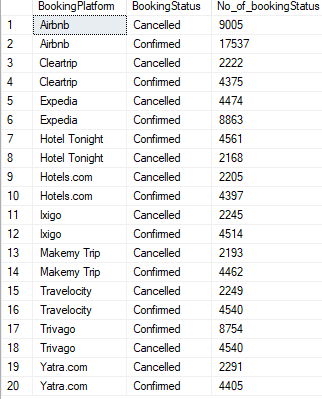 BookingPlatform BookingStatus No_of_bookingStatus
1 Airbnb Cancelled 9005
2 Airbnb Confirmed 17537
3 Cleartrip Cancelled 2222
4 Cleartrip Confirmed 4375
5 Expedia Cancelled 4474
6 Expedia Confirmed 8863
7 Hotel Tonight Confirmed 4561
8 Hotel Tonight Cancelled 2168
9 Hotels.com Cancelled 2205
10 Hotels.com Confirmed 4397
11 Ixigo Cancelled 2245
12 Ixigo Confirmed 4514
13 Makemy Trip Cancelled 2193
14 Makemy Trip Confirmed 4462
15 Travelocity Cancelled 2249
16 Travelocity Confirmed 4540
17 Trivago Confirmed 8754
18 Trivago Cancelled 4540
19 Yatra.com Cancelled 2291
20 Yatra.com Confirmed 4405